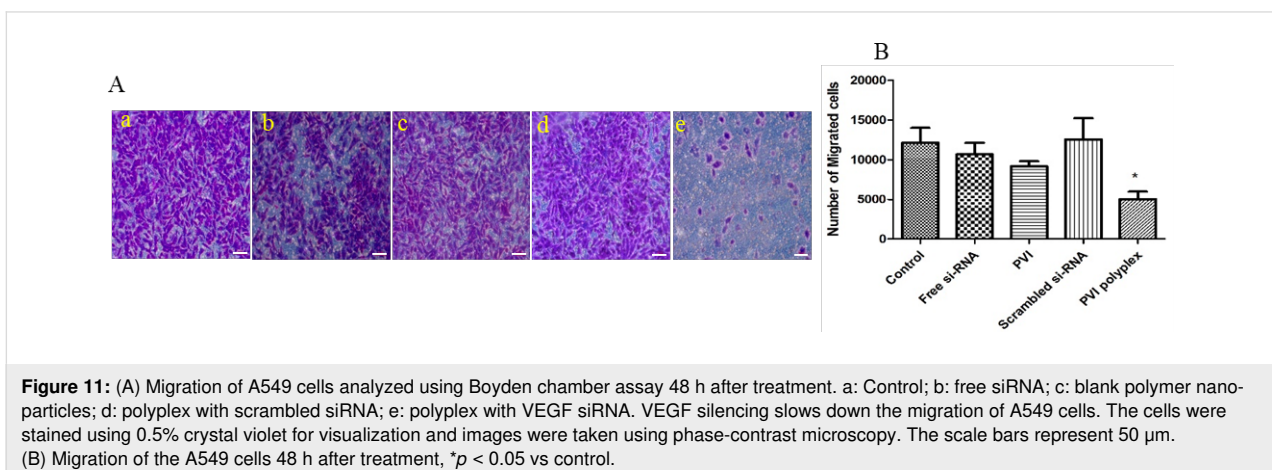 A
a
b
c
d
e
B
20000
15000
10000
5000
0
Number of Migrated cells
*
Control
Free si-RNA
PVI
Scrambled si-RNA
PVI polyplex
Figure 11: (A) Migration of A549 cells analyzed using Boyden chamber assay 48 h after treatment. a: Control; b: free siRNA; c: blank polymer nano-
particles; d: polyplex with scrambled siRNA; e: polyplex with VEGF siRNA. VEGF silencing slows down the migration of A549 cells. The cells were
stained using 0.5% crystal violet for visualization and images were taken using phase-contrast microscopy. The scale bars represent 50 µm.
(B) Migration of the A549 cells 48 h after treatment, *p < 0.05 vs control.